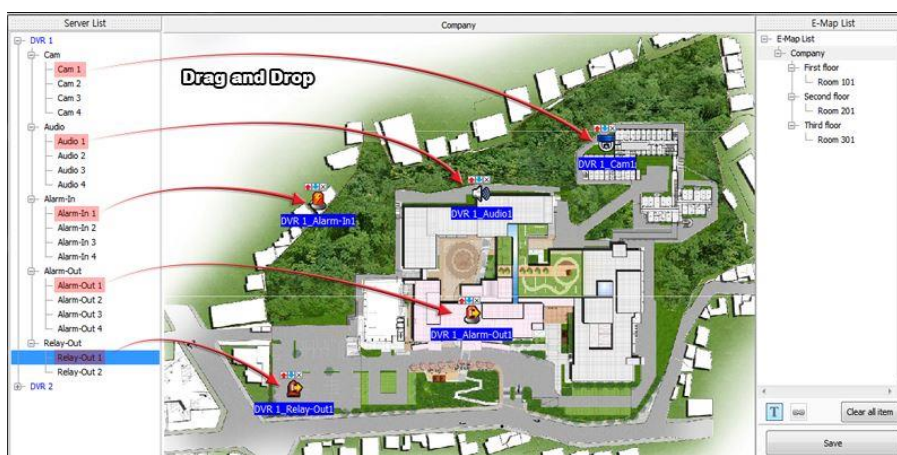 Server List
DVR 1
Cam
Cam 1
Cam 2
Cam 3
Cam 4
Audio
Audio 1
Audio 2
Audio 3
Audio 4
Alarm-In
Alarm-In 1
Alarm-In 2
Alarm-In 3
Alarm-In 4
Alarm-Out
Alarm-Out 1
Alarm-Out 2
Alarm-Out 3
Alarm-Out 4
Relay-Out
Relay-Out 1
Relay-Out 2
DVR 2
Company
Drag and Drop
DVR 1_Cam1
DVR 1_Audio1
DVR 1_Alarm-In1
DVR 1_Alarm-Out1
DVR 1_Relay-Out1
E-Map List
E-Map List
Company
First floor
Room 101
Second floor
Room 201
Third floor
Room 301
T
Clear all item
Save